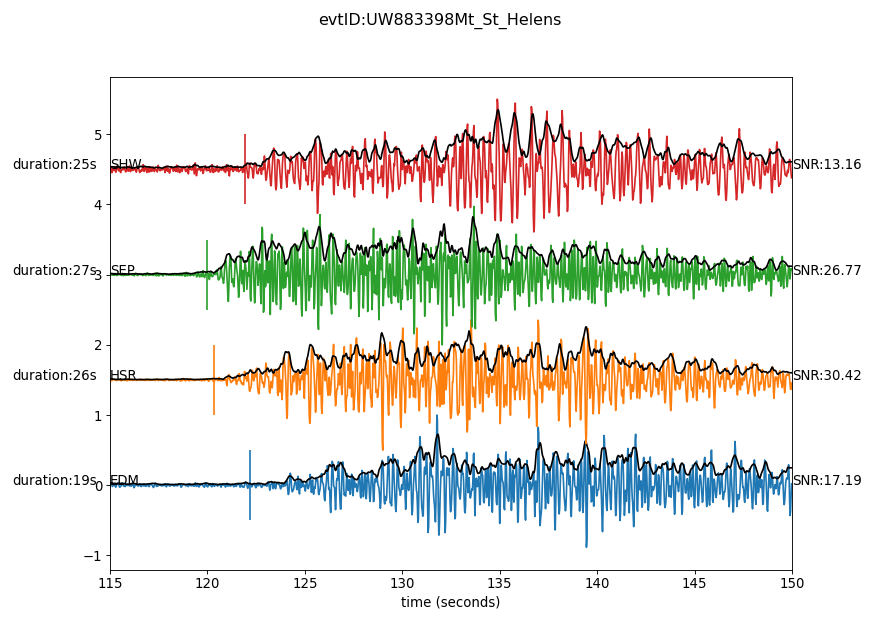 evtID:UW883398Mt_St_Helens
5
duration:25s SHW SNR:13.16
4
duration:27s 3 SEP SNR:26.77
2
duration:26s HSR SNR:30.42
1
duration:19s 0 EDM SNR:17.19
−1
115 120 125 130 135 140 145 150
time (seconds)